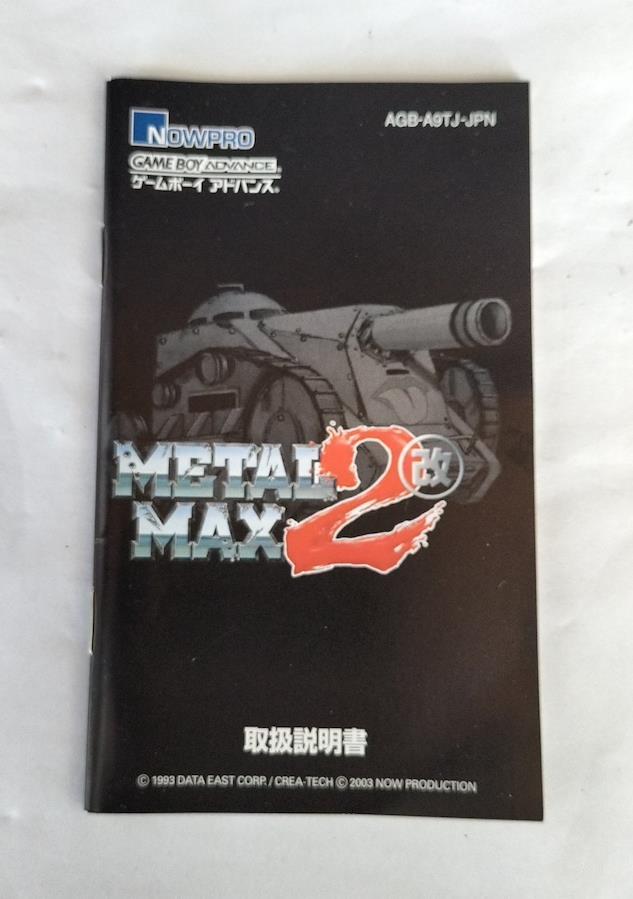 NOWPRO
AGB-A9TJ-JPN
GAME BOY ADVANCE
ゲームボーイ アドバンス
METAL
MAX
2
改
取扱説明書
© 1993 DATA EAST CORP. / CREA-TECH © 2003 NOW PRODUCTION